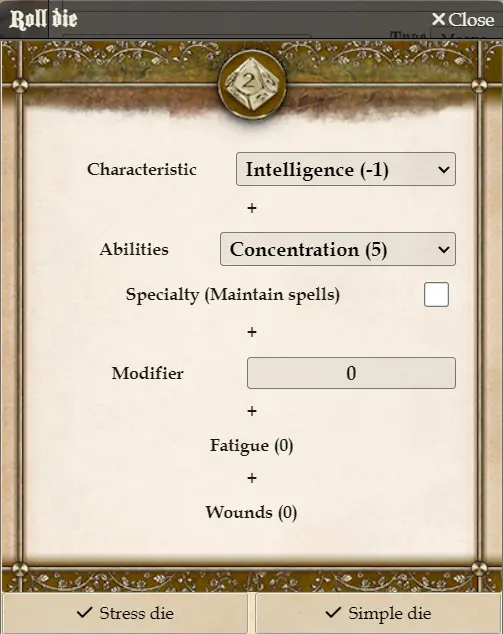 Roll die
Close
2
Characteristic
Intelligence (-1)
+
Abilities
Concentration (5)
Specialty (Maintain spells)
+
Modifier
0
+
Fatigue (0)
+
Wounds (0)
Stress die
Simple die